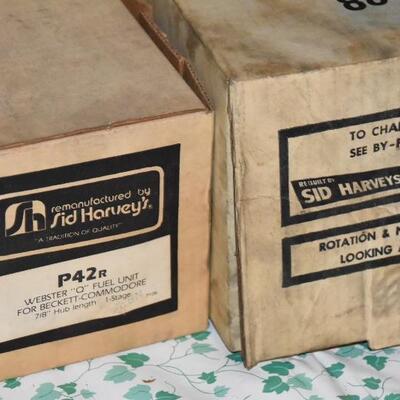 remanufactured by
Sid Harvey's
"A TRADITION OF QUALITY"
P42R
WEBSTER "Q" FUEL UNIT
FOR BECKETT-COMMODORE
7/8" Hub length 1-Stage
TO CHA
SEE BY-P
REBUILT BY
SID HARVEYS
ROTATION & N
LOOKING A